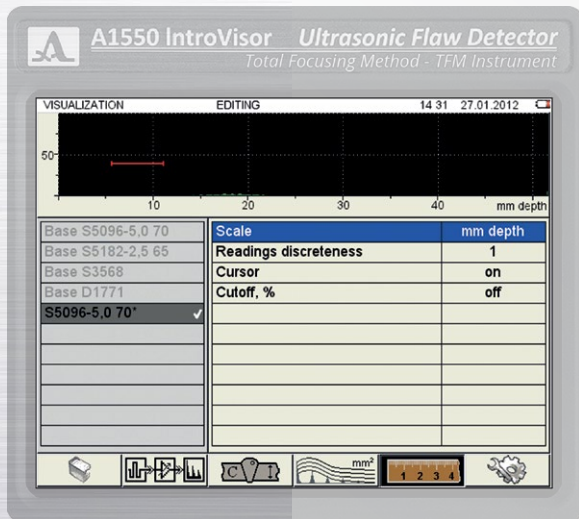 A1550 IntroVisor Ultrasonic Flaw Detector
Total Focusing Method - TFM Instrument
VISUALIZATION EDITING 14 31 27.01.2012
50
10 20 30 40 mm depth
Base S5096-5,0 70
Base S5182-2,5 65
Base S3568
Base D1771
S5096-5,0 70*
Scale mm depth
Readings discreteness 1
Cursor on
Cutoff, % off
C I
mm²
1 2 3 4